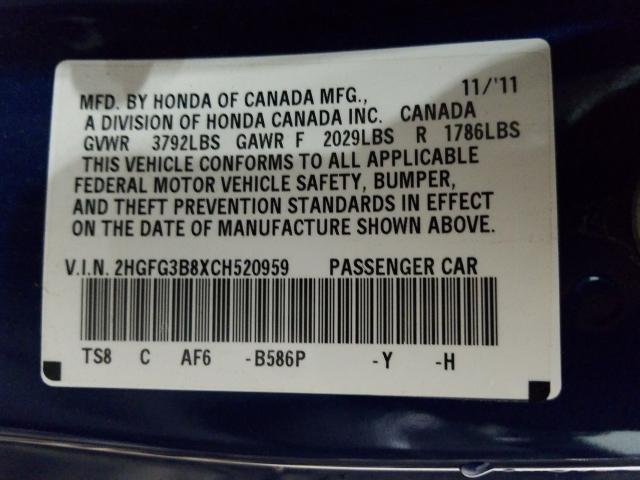 MFD. BY HONDA OF CANADA MFG., 11/'11
A DIVISION OF HONDA CANADA INC. CANADA
GVWR 3792LBS GAWR F 2029LBS R 1786LBS
THIS VEHICLE CONFORMS TO ALL APPLICABLE
FEDERAL MOTOR VEHICLE SAFETY, BUMPER,
AND THEFT PREVENTION STANDARDS IN EFFECT
ON THE DATE OF MANUFACTURE SHOWN ABOVE.
V.I.N. 2HGFG3B8XCH520959 PASSENGER CAR
TS8 C AF6 -B586P -Y -H